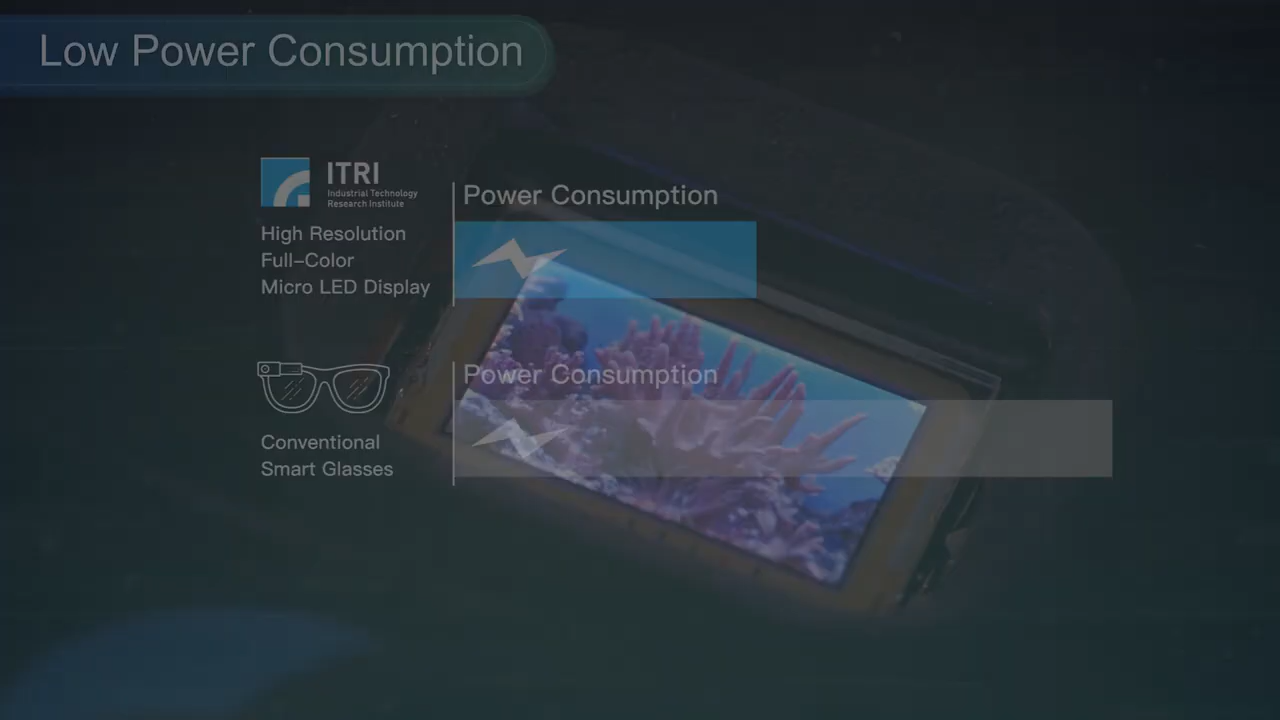 Low Power Consumption
ITRI
Industrial Technology
Research Institute
Power Consumption
High Resolution
Full-Color
Micro LED Display
Power Consumption
Conventional
Smart Glasses